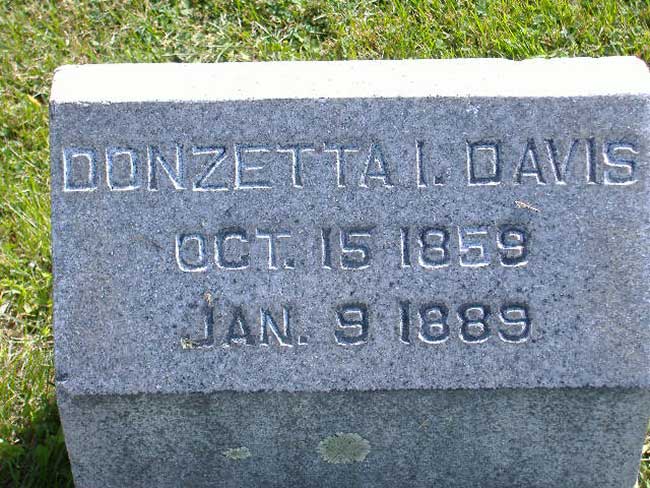 DONZETTA I. DAVIS
OCT. 15 1859
JAN. 9 1889